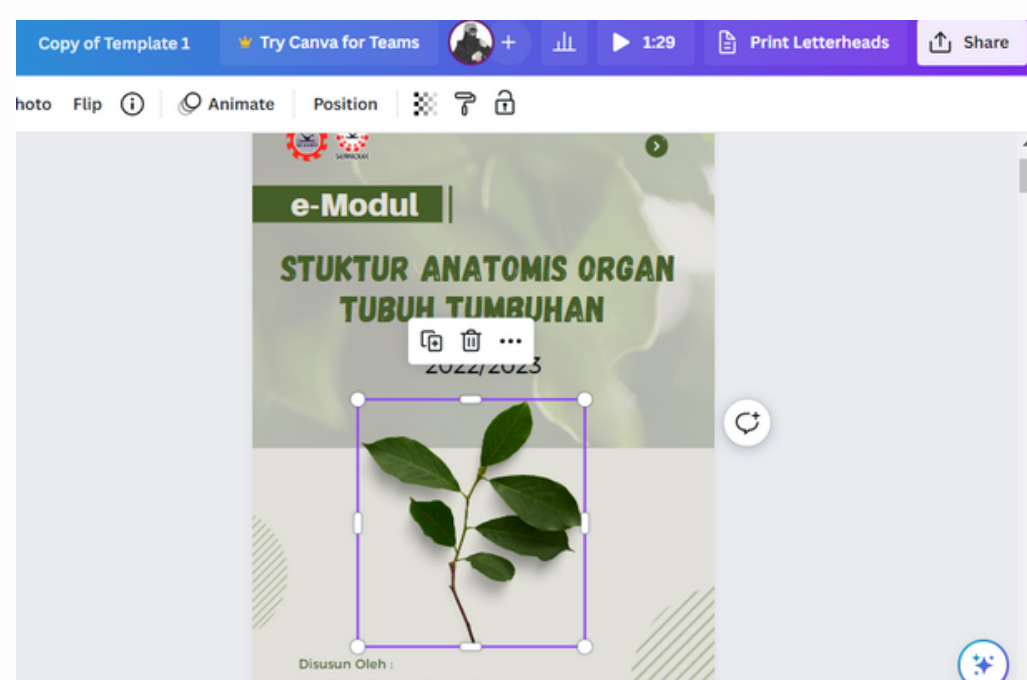 Copy of Template 1 Try Canva for Teams + 1:29 Print Letterheads Share
hoto Flip Animate Position
e-Modul
STUKTUR ANATOMIS ORGAN
TUBUH TUMBUHAN
2022/2023
Disusun Oleh :